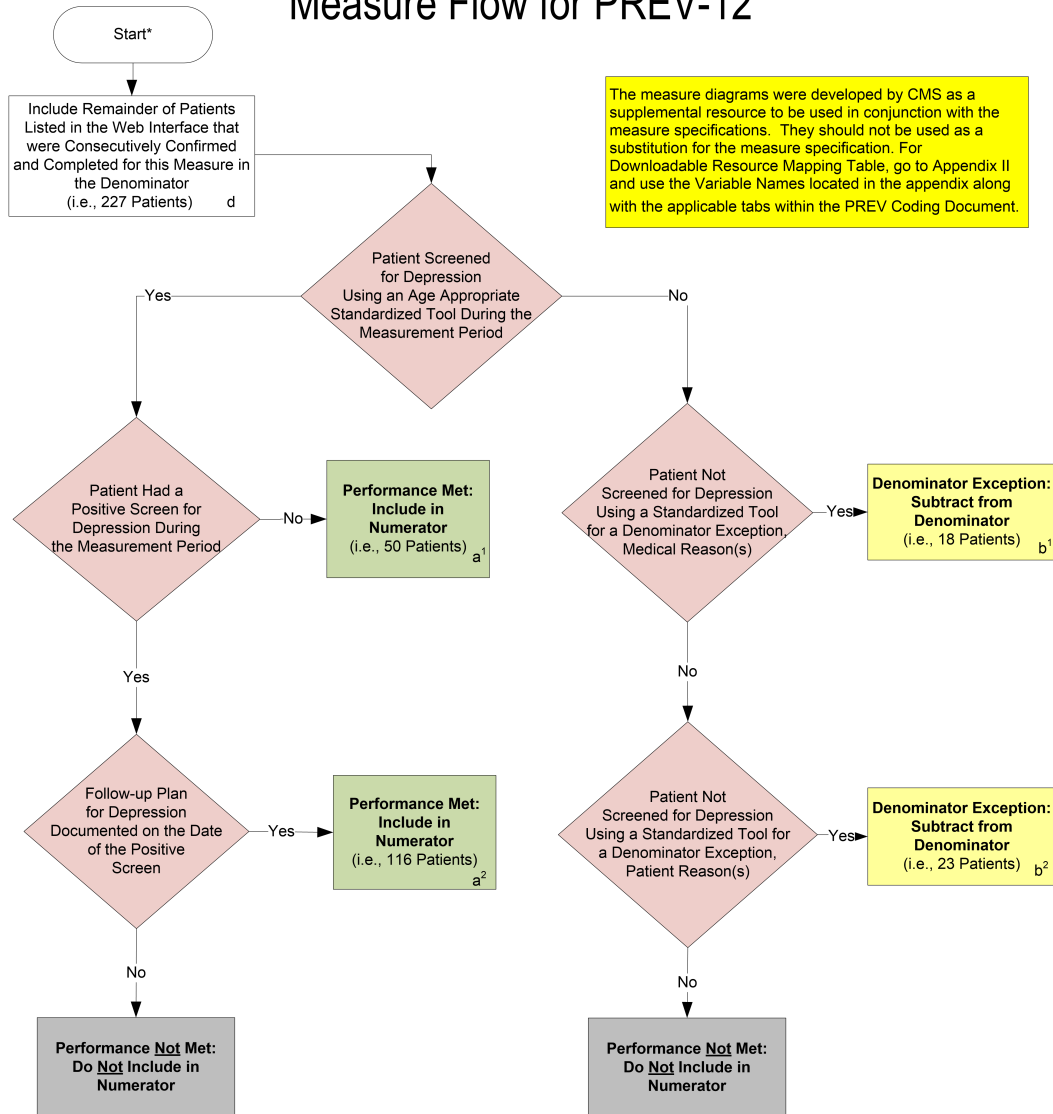 Measure Flow for PREV-12
Start*
Include Remainder of Patients
Listed in the Web Interface that
were Consecutively Confirmed
and Completed for this Measure in
the Denominator
(i.e., 227 Patients) d
The measure diagrams were developed by CMS as a
supplemental resource to be used in conjunction with the
measure specifications. They should not be used as a
substitution for the measure specification. For
Downloadable Resource Mapping Table, go to Appendix II
and use the Variable Names located in the appendix along
with the applicable tabs within the PREV Coding Document.
Patient Screened
for Depression
Using an Age Appropriate
Standardized Tool During the
Measurement Period
Yes
No
Patient Had a
Positive Screen for
Depression During
the Measurement Period
No
Performance Met:
Include in
Numerator
(i.e., 50 Patients) a¹
Patient Not
Screened for Depression
Using a Standardized Tool
for a Denominator Exception,
Medical Reason(s)
Yes
Denominator Exception:
Subtract from
Denominator
(i.e., 18 Patients) b¹
Yes
No
Follow-up Plan
for Depression
Documented on the Date
of the Positive
Screen
Yes
Performance Met:
Include in
Numerator
(i.e., 116 Patients)
a²
Patient Not
Screened for Depression
Using a Standardized Tool for
a Denominator Exception,
Patient Reason(s)
Yes
Denominator Exception:
Subtract from
Denominator
(i.e., 23 Patients) b²
No
No
Performance Not Met:
Do Not Include in
Numerator
Performance Not Met:
Do Not Include in
Numerator